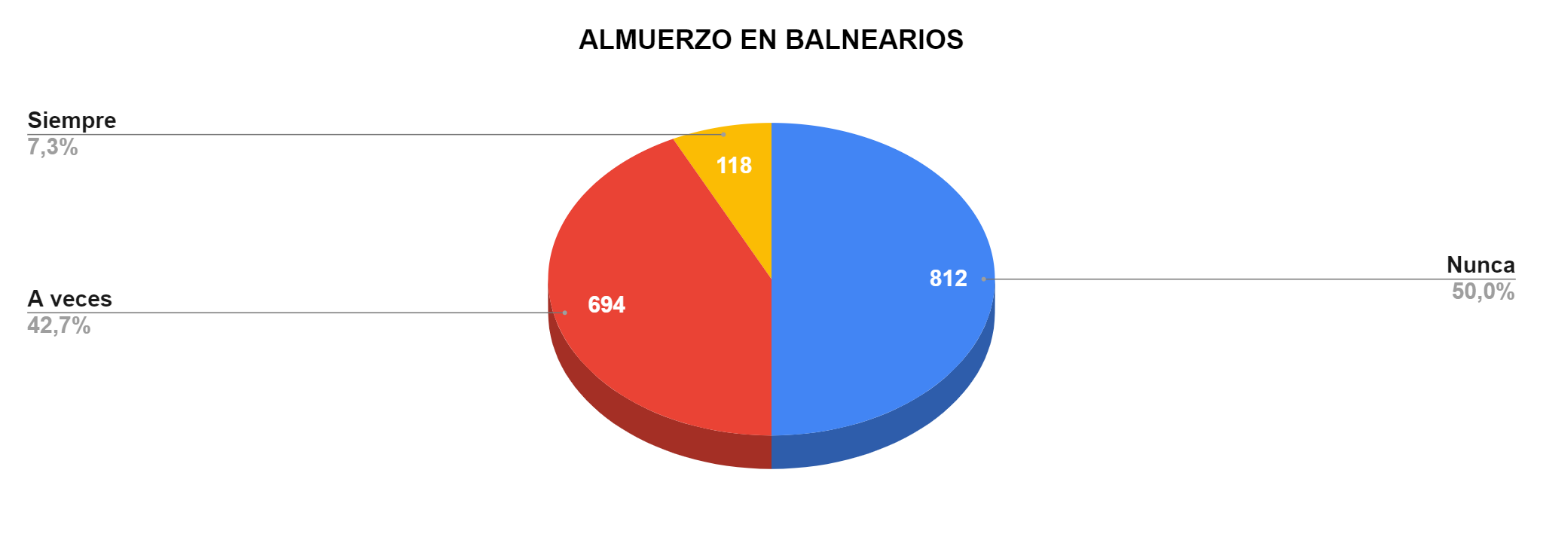 ALMUERZO EN BALNEARIOS
Siempre
7,3%
118
Nunca
50,0%
812
A veces
42,7%
694